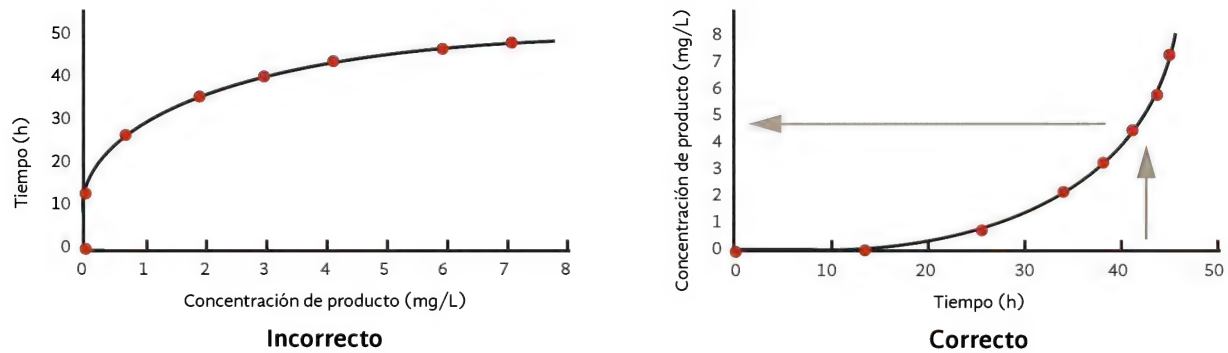 50
40
30
20
10
0
Tiempo (h)
0 1 2 3 4 5 6 7 8
Concentración de producto (mg/L)
Incorrecto
8
7
6
5
4
3
2
1
0
Concentración de producto (mg/L)
0 10 20 30 40 50
Tiempo (h)
Correcto